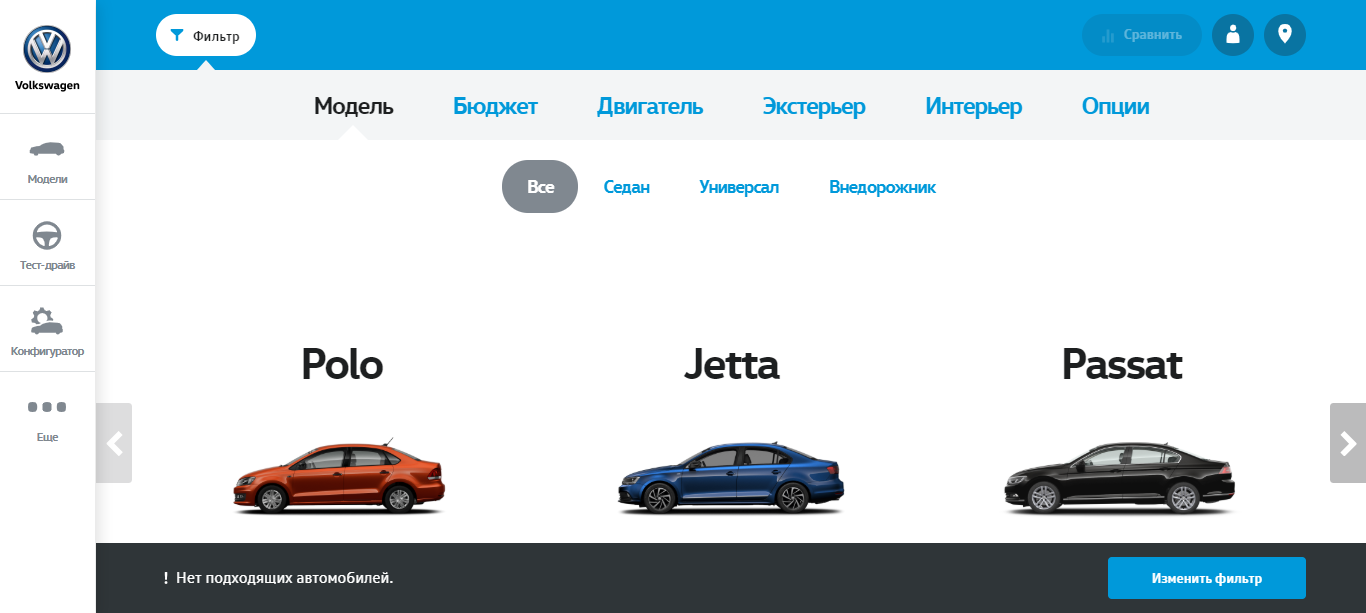 Фильтр
Сравнить
Volkswagen
Модель Бюджет Двигатель Экстерьер Интерьер Опции
Модели
Все Седан Универсал Внедорожник
Тест-драйв
Конфигуратор
Polo Jetta Passat
Еще
! Нет подходящих автомобилей.
Изменить фильтр